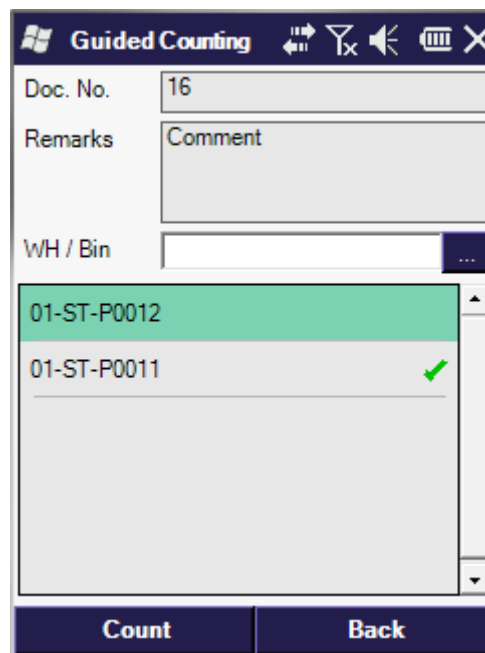 Guided Counting
Doc. No. 16
Remarks Comment
WH / Bin ...
01-ST-P0012
01-ST-P0011
Count Back